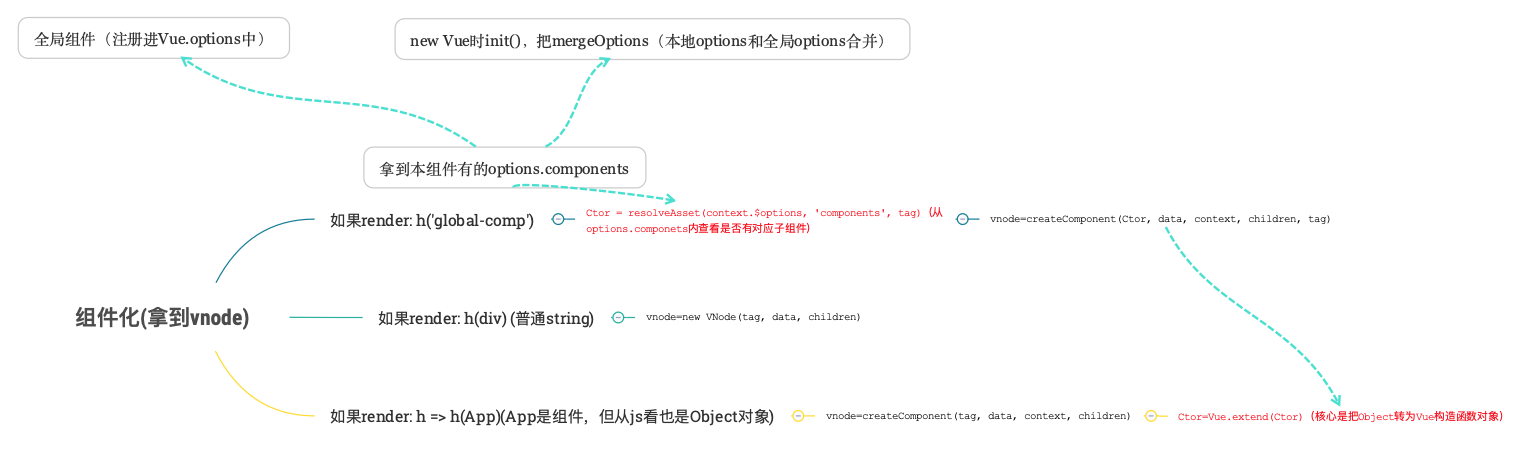 全局组件（注册进Vue.options中）
new Vue时init()，把mergeOptions（本地options和全局options合并）
拿到本组件有的options.components
如果render: h('global-comp')
Ctor = resolveAsset(context.$options, 'components', tag) (从
options.componets内查看是否有对应子组件)
vnode=createComponent(Ctor, data, context, children, tag)
组件化(拿到vnode)
如果render: h(div) (普通string)
vnode=new VNode(tag, data, children)
如果render: h => h(App)(App是组件，但从js看也是Object对象)
vnode=createComponent(tag, data, context, children)
Ctor=Vue.extend(Ctor) (核心是把Object转为Vue构造函数对象)